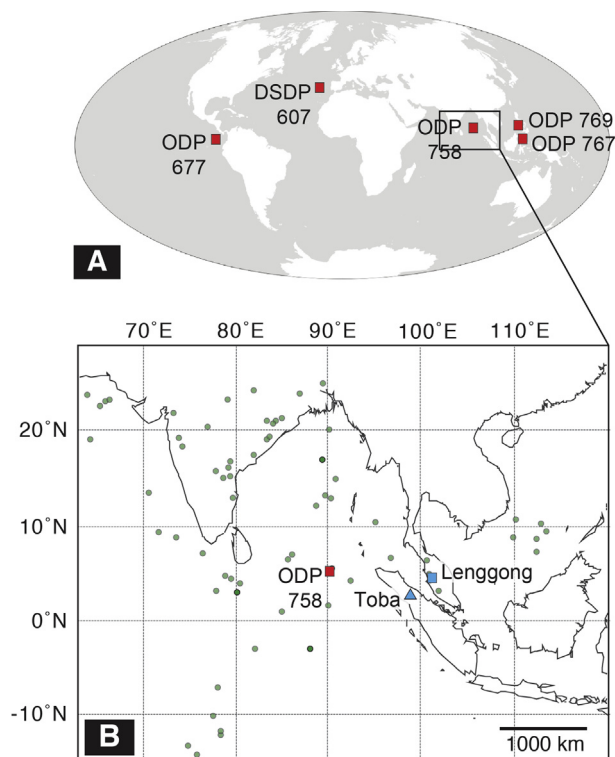 DSDP
607
ODP
677
ODP
758
ODP 769
ODP 767
A
70˚E
80˚E
90˚E
100˚E
110˚E
20˚N
10˚N
0˚N
-10˚N
ODP
758
Lenggong
Toba
B
1000 km